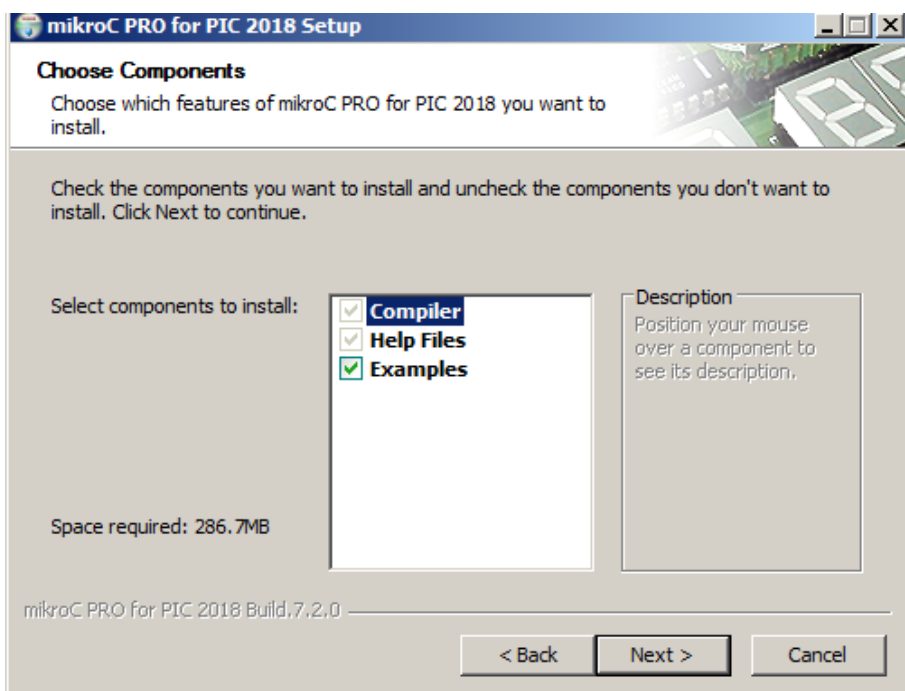 mikroC PRO for PIC 2018 Setup
Choose Components
Choose which features of mikroC PRO for PIC 2018 you want to
install.
Check the components you want to install and uncheck the components you don't want to
install. Click Next to continue.
Select components to install:
Compiler
Help Files
Examples
Description
Position your mouse
over a component to
see its description.
Space required: 286.7MB
mikroC PRO for PIC 2018 Build.7.2.0
< Back
Next >
Cancel